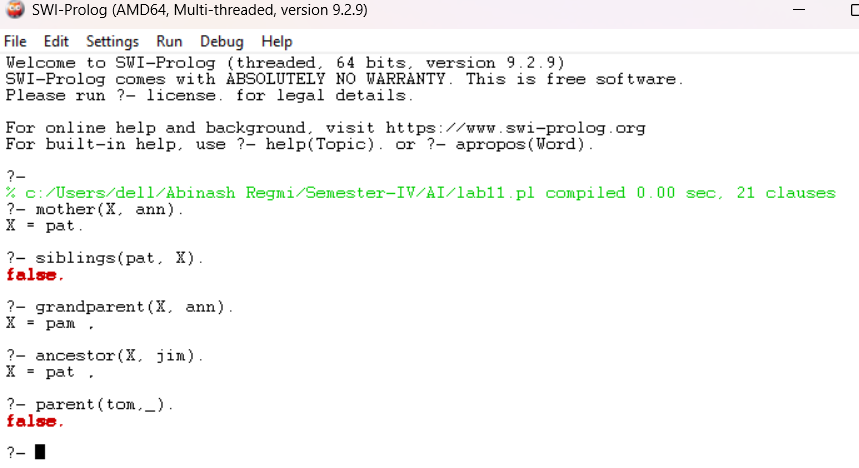 SWI-Prolog (AMD64, Multi-threaded, version 9.2.9)
File Edit Settings Run Debug Help
Welcome to SWI-Prolog (threaded, 64 bits, version 9.2.9)
SWI-Prolog comes with ABSOLUTELY NO WARRANTY. This is free software.
Please run ?- license. for legal details.
For online help and background, visit https://www.swi-prolog.org
For built-in help, use ?- help(Topic). or ?- apropos(Word).
?-
% c:/Users/dell/Abinash Regmi/Semester-IV/AI/lab11.pl compiled 0.00 sec, 21 clauses
?- mother(X, ann).
X = pat.
?- siblings(pat, X).
false.
?- grandparent(X, ann).
X = pam .
?- ancestor(X, jim).
X = pat .
?- parent(tom,_).
false.
?-